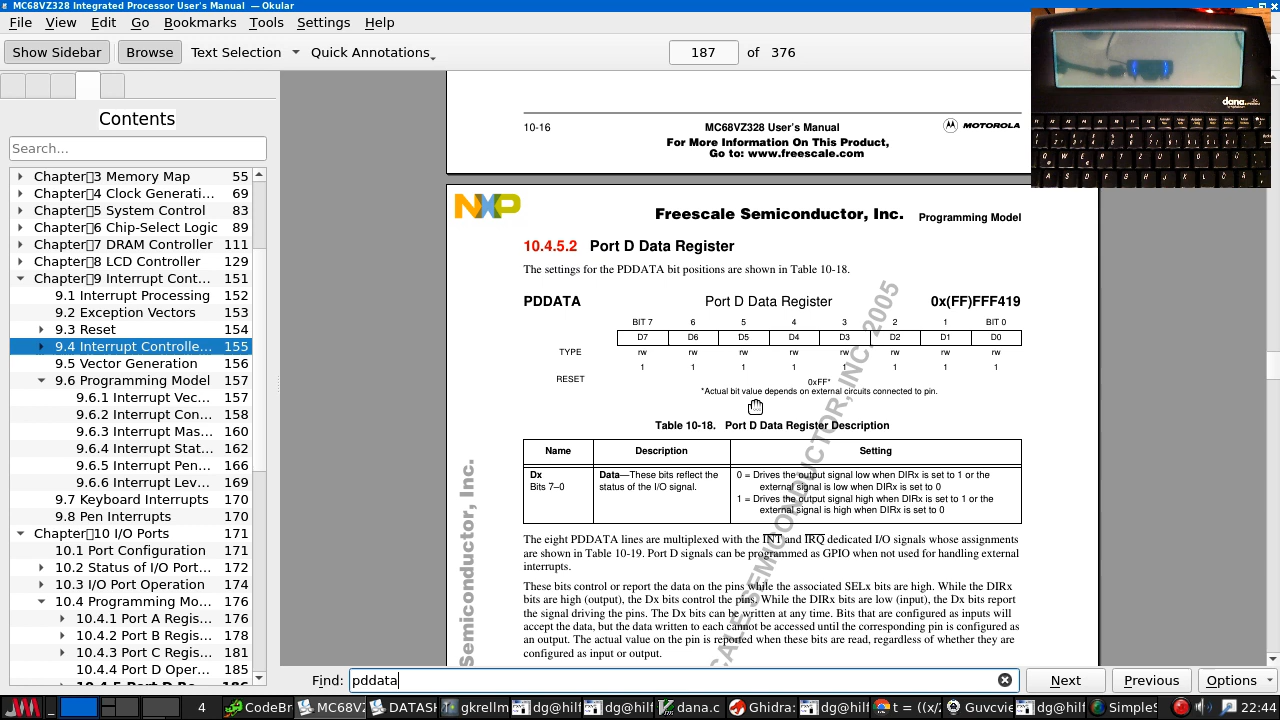 MC68VZ328 Integrated Processor User's Manual — Okular
File View Edit Go Bookmarks Tools Settings Help
Show Sidebar Browse Text Selection Quick Annotations 187 of 376
dana
Contents
Search...
Chapter 3 Memory Map 55
Chapter 4 Clock Generati... 69
Chapter 5 System Control 83
Chapter 6 Chip-Select Logic 89
Chapter 7 DRAM Controller 111
Chapter 8 LCD Controller 129
Chapter 9 Interrupt Cont... 151
9.1 Interrupt Processing 152
9.2 Exception Vectors 153
9.3 Reset 154
9.4 Interrupt Controlle... 155
9.5 Vector Generation 156
9.6 Programming Model 157
9.6.1 Interrupt Vec... 157
9.6.2 Interrupt Con... 158
9.6.3 Interrupt Mas... 160
9.6.4 Interrupt Stat... 162
9.6.5 Interrupt Pen... 166
9.6.6 Interrupt Lev... 169
9.7 Keyboard Interrupts 170
9.8 Pen Interrupts 170
Chapter 10 I/O Ports 171
10.1 Port Configuration 171
10.2 Status of I/O Port... 172
10.3 I/O Port Operation 174
10.4 Programming Mo... 176
10.4.1 Port A Regis... 176
10.4.2 Port B Regis... 178
10.4.3 Port C Regis... 181
10.4.4 Port D Oper... 185
10-16 MC68VZ328 User's Manual MOTOROLA
For More Information On This Product,
Go to: www.freescale.com
NXP Freescale Semiconductor, Inc. Programming Model
10.4.5.2 Port D Data Register
The settings for the PDDATA bit positions are shown in Table 10-18.
PDDATA Port D Data Register 0x(FF)FFF419
BIT 7 6 5 4 3 2 1 BIT 0
D7 D6 D5 D4 D3 D2 D1 D0
TYPE rw rw rw rw rw rw rw rw
1 1 1 1 1 1 1 1
RESET 0xFF*
*Actual bit value depends on external circuits connected to pin.
Table 10-18. Port D Data Register Description
Name Description Setting
Dx Data—These bits reflect the 0 = Drives the output signal low when DIRx is set to 1 or the
Bits 7–0 status of the I/O signal. external signal is low when DIRx is set to 0
1 = Drives the output signal high when DIRx is set to 1 or the
external signal is high when DIRx is set to 0
The eight PDDATA lines are multiplexed with the INT and IRQ dedicated I/O signals whose assignments
are shown in Table 10-19. Port D signals can be programmed as GPIO when not used for handling external
interrupts.
These bits control or report the data on the pins while the associated SELx bits are high. While the DIRx
bits are high (output), the Dx bits control the pins. While the DIRx bits are low (input), the Dx bits report
the signal driving the pins. The Dx bits can be written at any time. Bits that are configured as inputs will
accept the data, but the data written to each cannot be accessed until the corresponding pin is configured as
an output. The actual value on the pin is reported when these bits are read, regardless of whether they are
configured as input or output.
Semiconductor, Inc.
CALE SEMICONDUCTOR, INC. 2005
Find: pddata Next Previous Options
4 CodeBr MC68V DATASH gkrellm dg@hilf dg@hilf dana.c Ghidra: dg@hilf t = ((x/ Guvcvie dg@hilf SimpleS 22:44